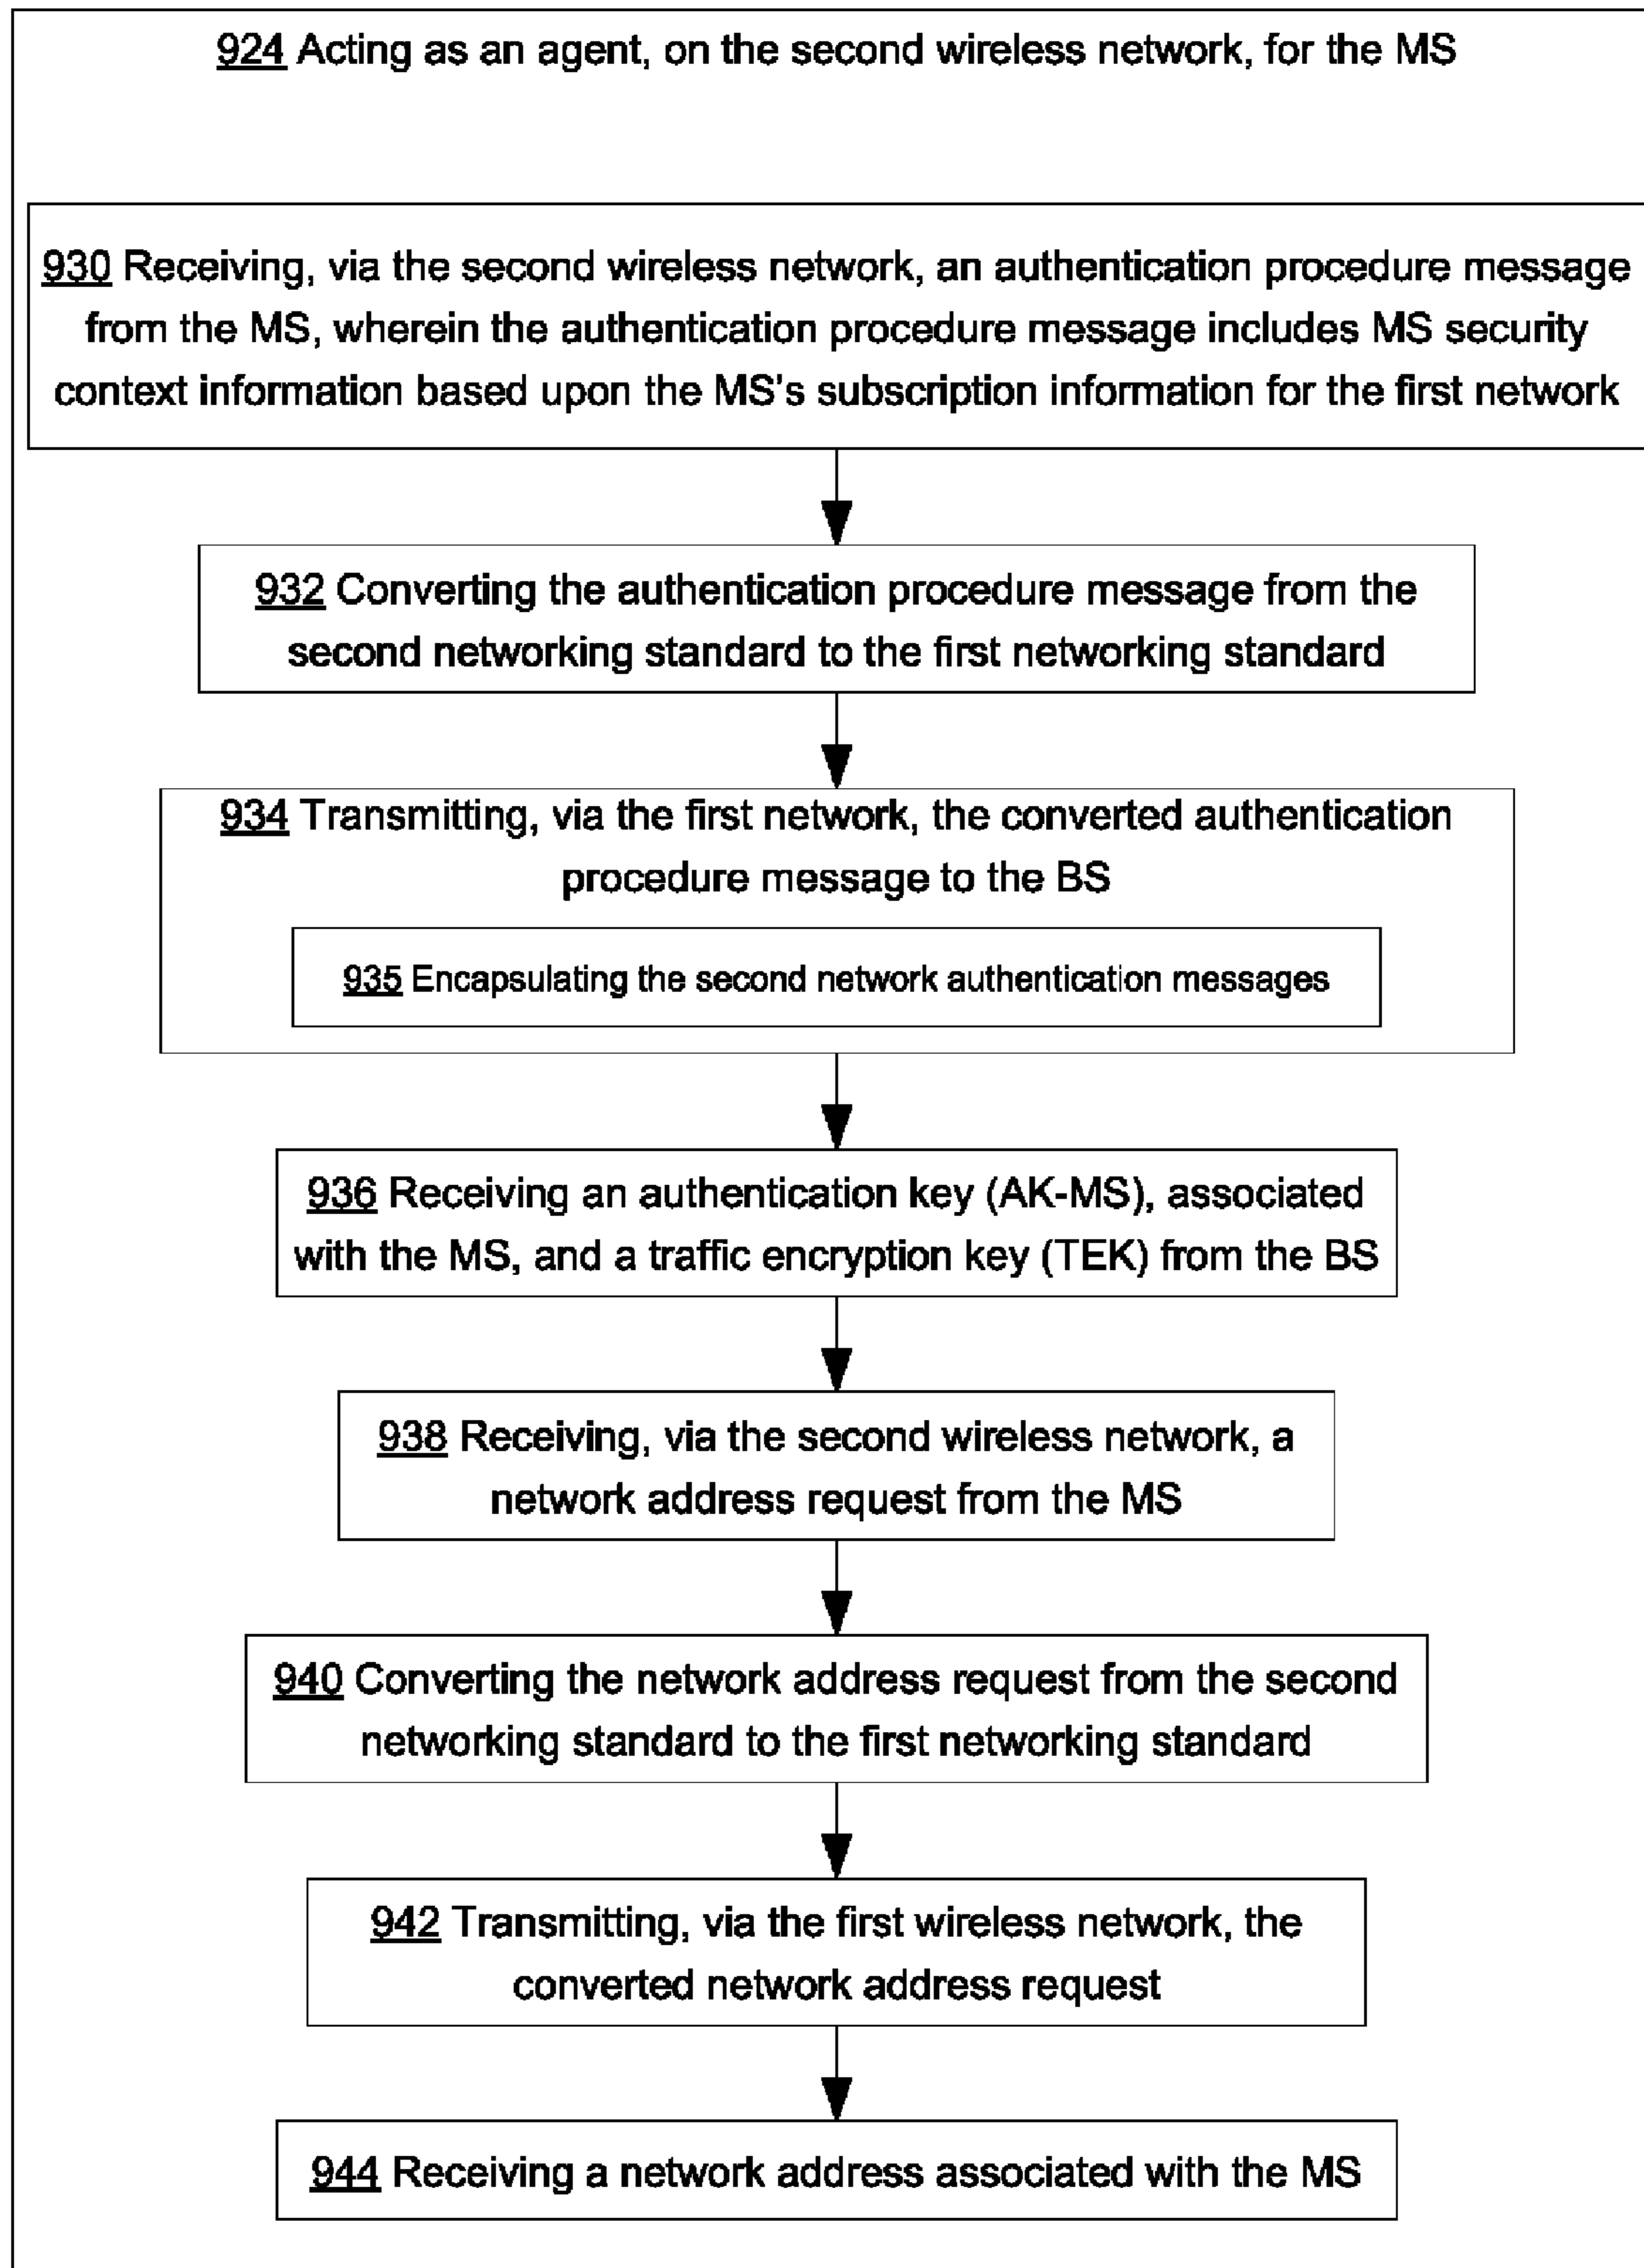 924 Acting as an agent, on the second wireless network, for the MS
930 Receiving, via the second wireless network, an authentication procedure message
from the MS, wherein the authentication procedure message includes MS security
context information based upon the MS's subscription information for the first network
932 Converting the authentication procedure message from the
second networking standard to the first networking standard
934 Transmitting, via the first network, the converted authentication
procedure message to the BS
935 Encapsulating the second network authentication messages
936 Receiving an authentication key (AK-MS), associated
with the MS, and a traffic encryption key (TEK) from the BS
938 Receiving, via the second wireless network, a
network address request from the MS
940 Converting the network address request from the second
networking standard to the first networking standard
942 Transmitting, via the first wireless network, the
converted network address request
944 Receiving a network address associated with the MS